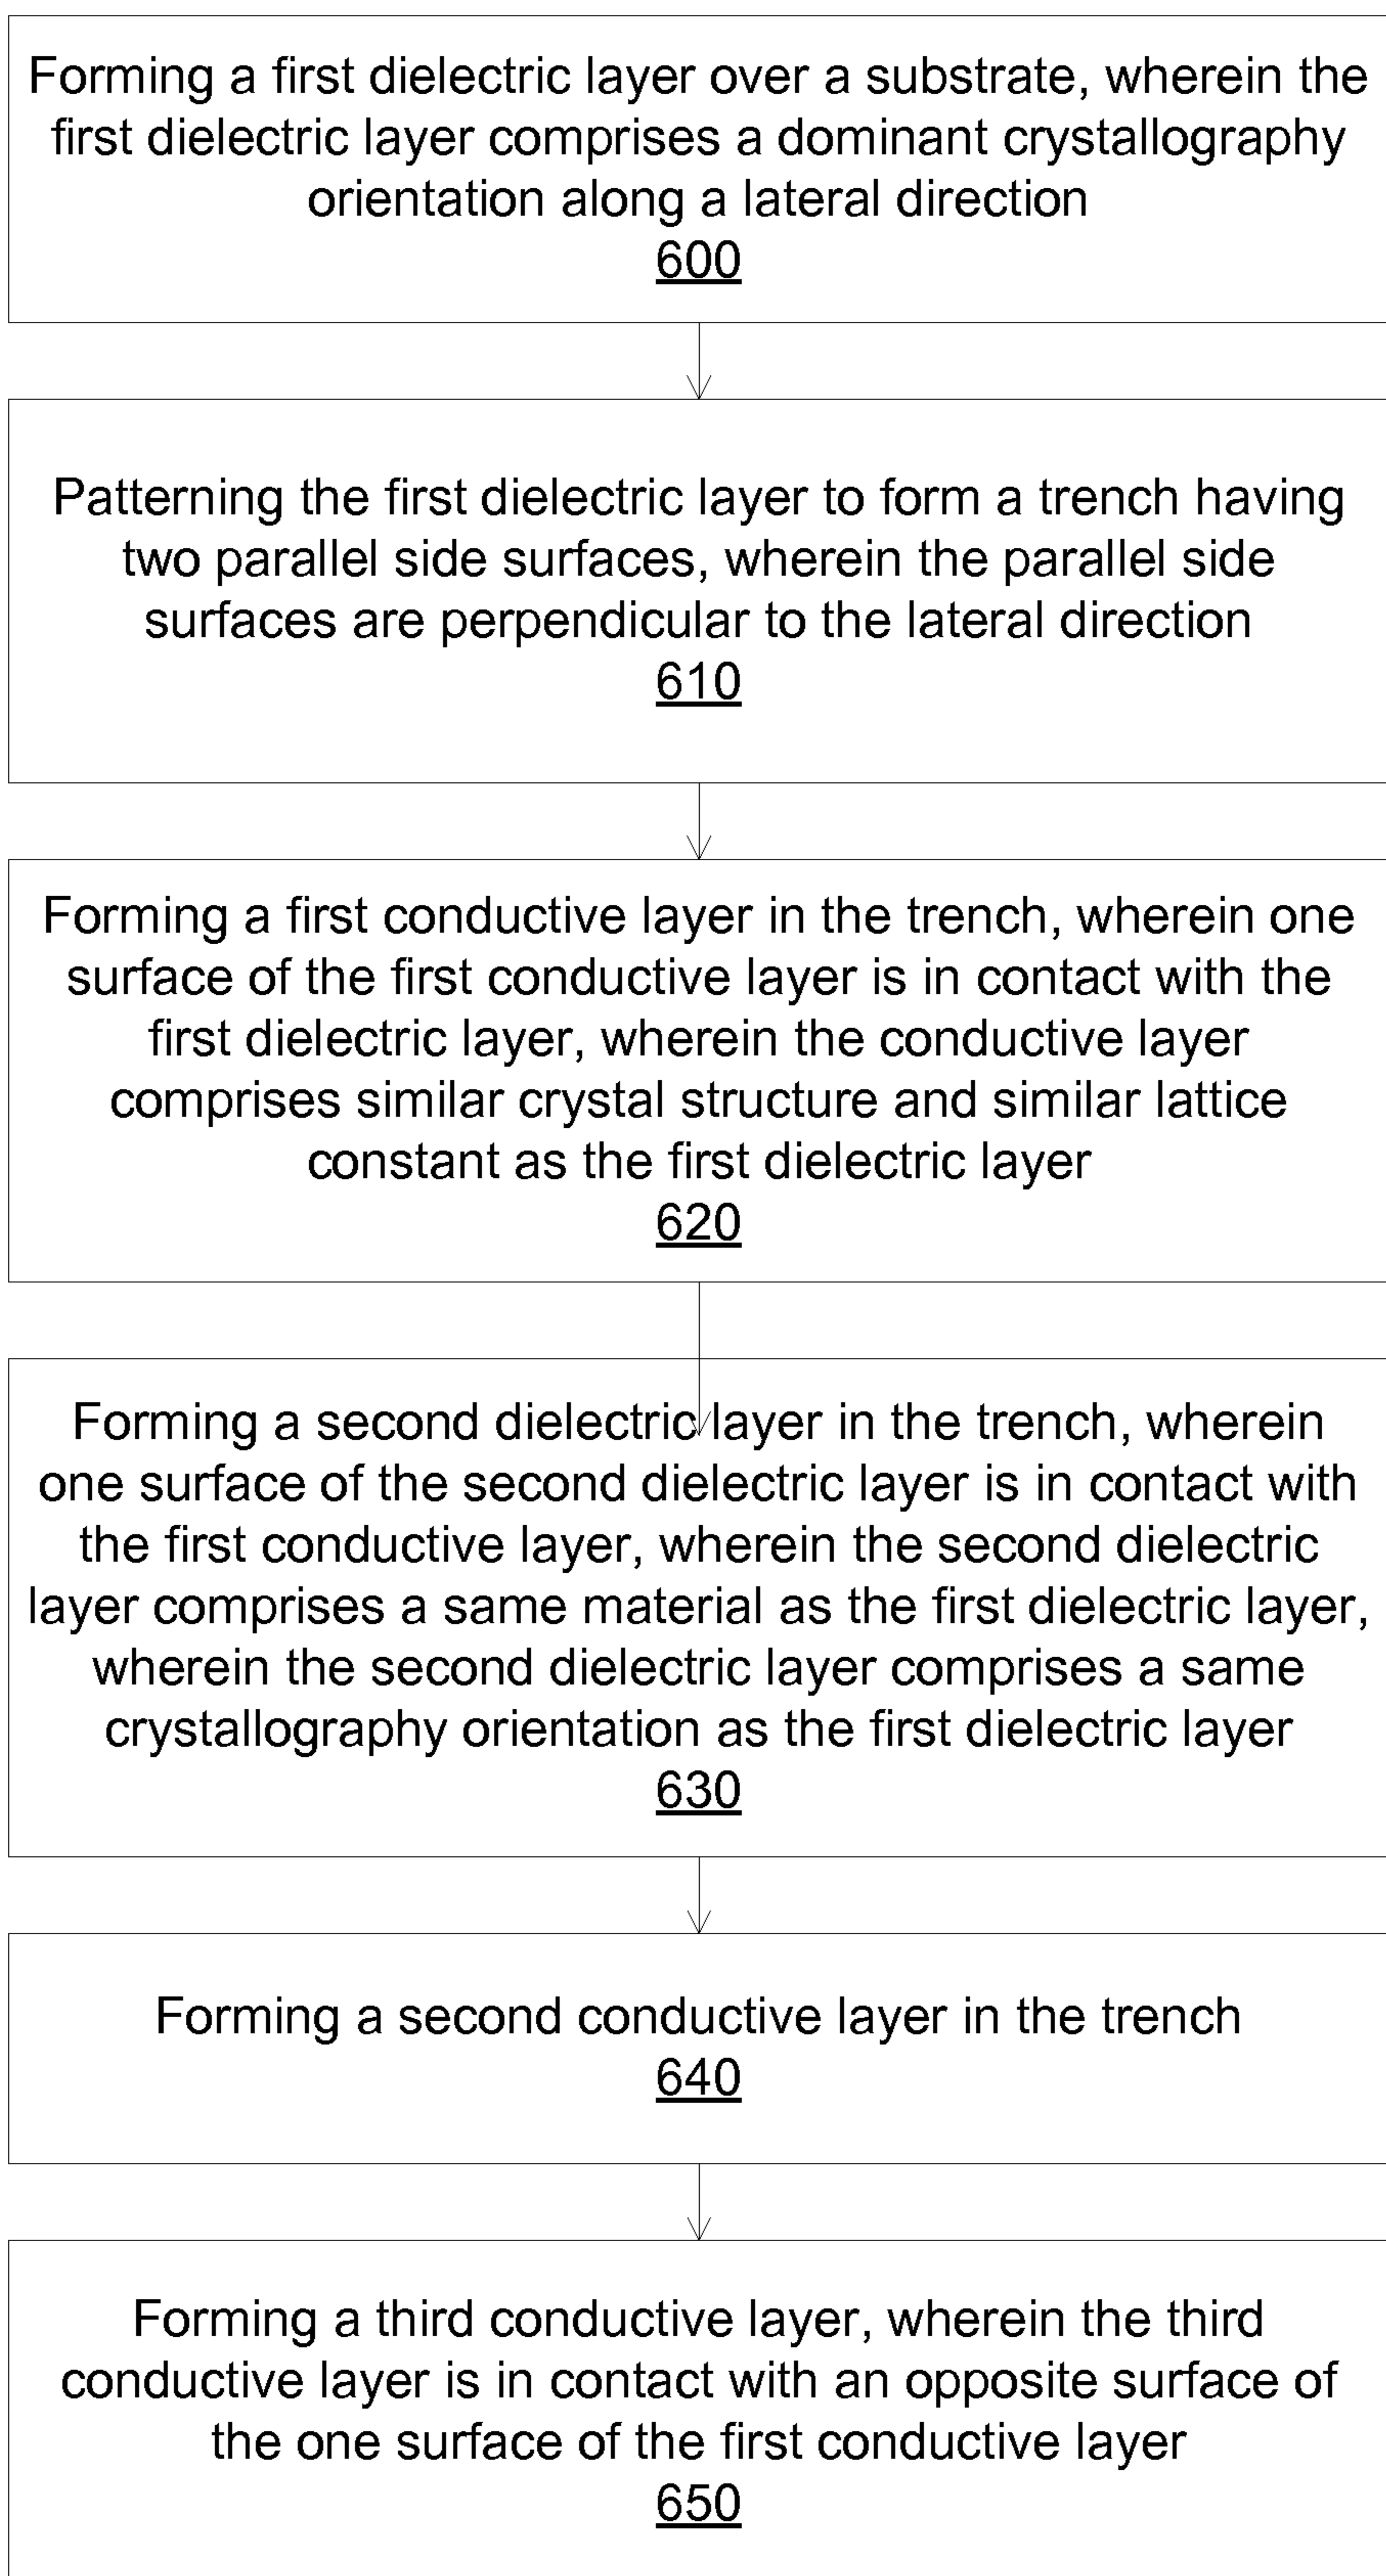 Forming a first dielectric layer over a substrate, wherein the
first dielectric layer comprises a dominant crystallography
orientation along a lateral direction
600
Patterning the first dielectric layer to form a trench having
two parallel side surfaces, wherein the parallel side
surfaces are perpendicular to the lateral direction
610
Forming a first conductive layer in the trench, wherein one
surface of the first conductive layer is in contact with the
first dielectric layer, wherein the conductive layer
comprises similar crystal structure and similar lattice
constant as the first dielectric layer
620
Forming a second dielectric layer in the trench, wherein
one surface of the second dielectric layer is in contact with
the first conductive layer, wherein the second dielectric
layer comprises a same material as the first dielectric layer,
wherein the second dielectric layer comprises a same
crystallography orientation as the first dielectric layer
630
Forming a second conductive layer in the trench
640
Forming a third conductive layer, wherein the third
conductive layer is in contact with an opposite surface of
the one surface of the first conductive layer
650